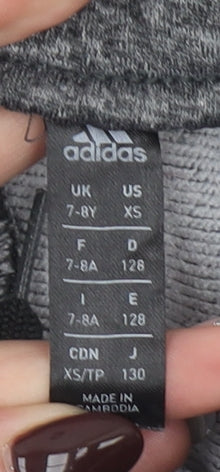 adidas
UK US
7-8Y XS
F D
7-8A 128
I E
7-8A 128
CDN J
XS/TP 130
MADE IN
CAMBODIA